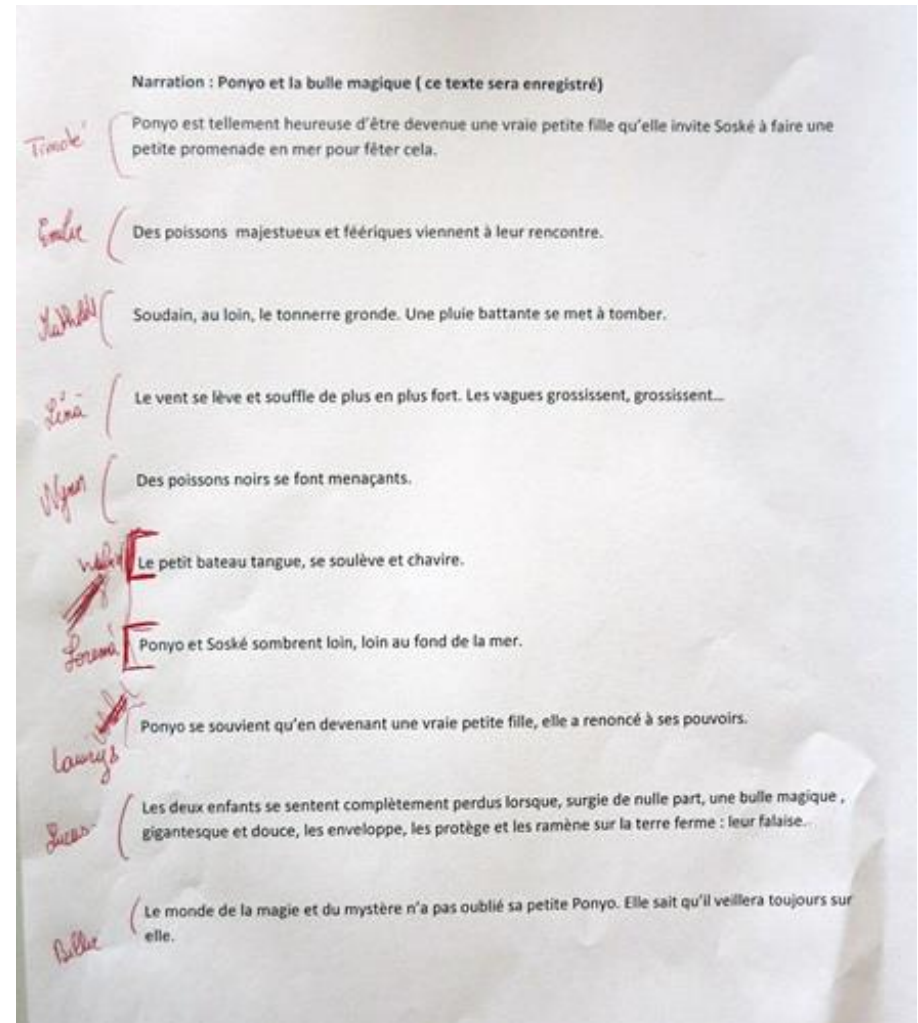 Narration : Ponyo et la bulle magique ( ce texte sera enregistré)
Timoté
Ponyo est tellement heureuse d'être devenue une vraie petite fille qu'elle invite Soské à faire une
petite promenade en mer pour fêter cela.
Emilie
Des poissons majestueux et féériques viennent à leur rencontre.
Soudain, au loin, le tonnerre gronde. Une pluie battante se met à tomber.
Léna
Le vent se lève et souffle de plus en plus fort. Les vagues grossissent, grossissent...
Des poissons noirs se font menaçants.
Le petit bateau tangue, se soulève et chavire.
Ponyo et Soské sombrent loin, loin au fond de la mer.
Ponyo se souvient qu'en devenant une vraie petite fille, elle a renoncé à ses pouvoirs.
Laurys
Les deux enfants se sentent complètement perdus lorsque, surgie de nulle part, une bulle magique ,
Lucas
gigantesque et douce, les enveloppe, les protège et les ramène sur la terre ferme : leur falaise.
Le monde de la magie et du mystère n'a pas oublié sa petite Ponyo. Elle sait qu'il veillera toujours sur
elle.
Billie